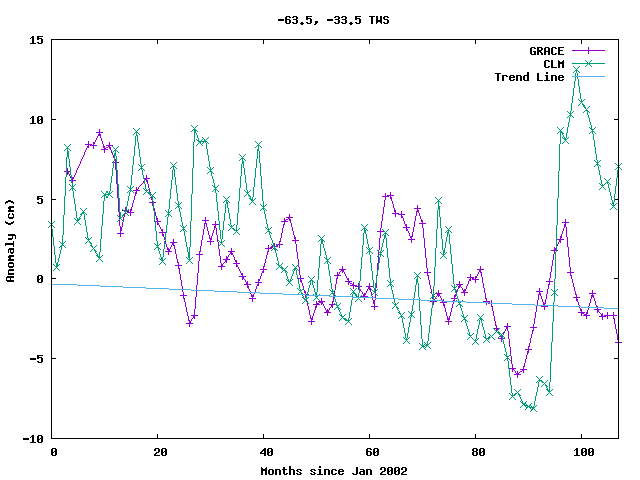 -63.5, -33.5 TWS
15
10
5
0
-5
-10
Anomaly (cm)
GRACE
CLM
Trend Line
0 20 40 60 80 100
Months since Jan 2002